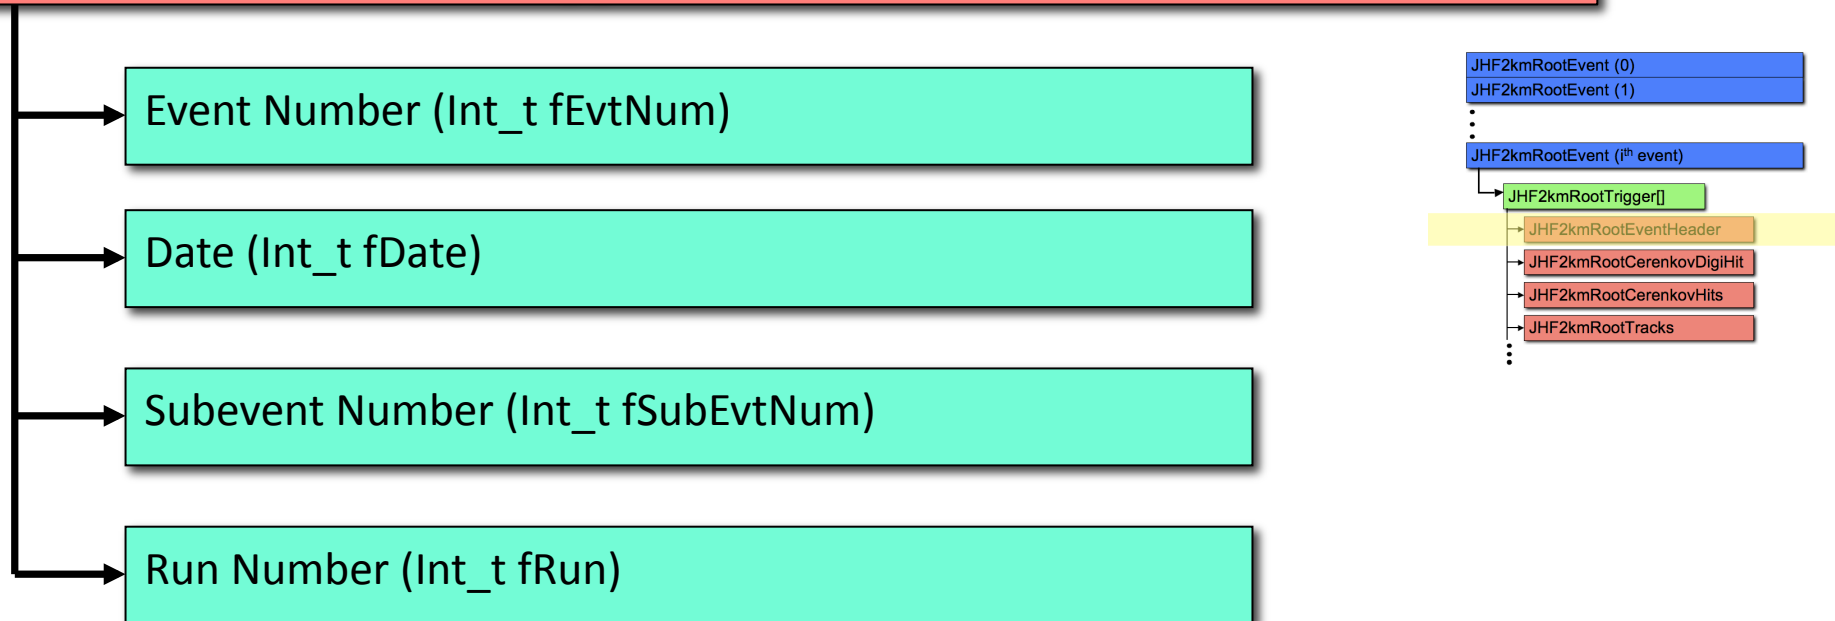 Event Number (Int_t fEvtNum)
Date (Int_t fDate)
Subevent Number (Int_t fSubEvtNum)
Run Number (Int_t fRun)
JHF2kmRootEvent (0)
JHF2kmRootEvent (1)
JHF2kmRootEvent (ith event)
JHF2kmRootTrigger[]
JHF2kmRootEventHeader
JHF2kmRootCerenkovDigiHit
JHF2kmRootCerenkovHits
JHF2kmRootTracks